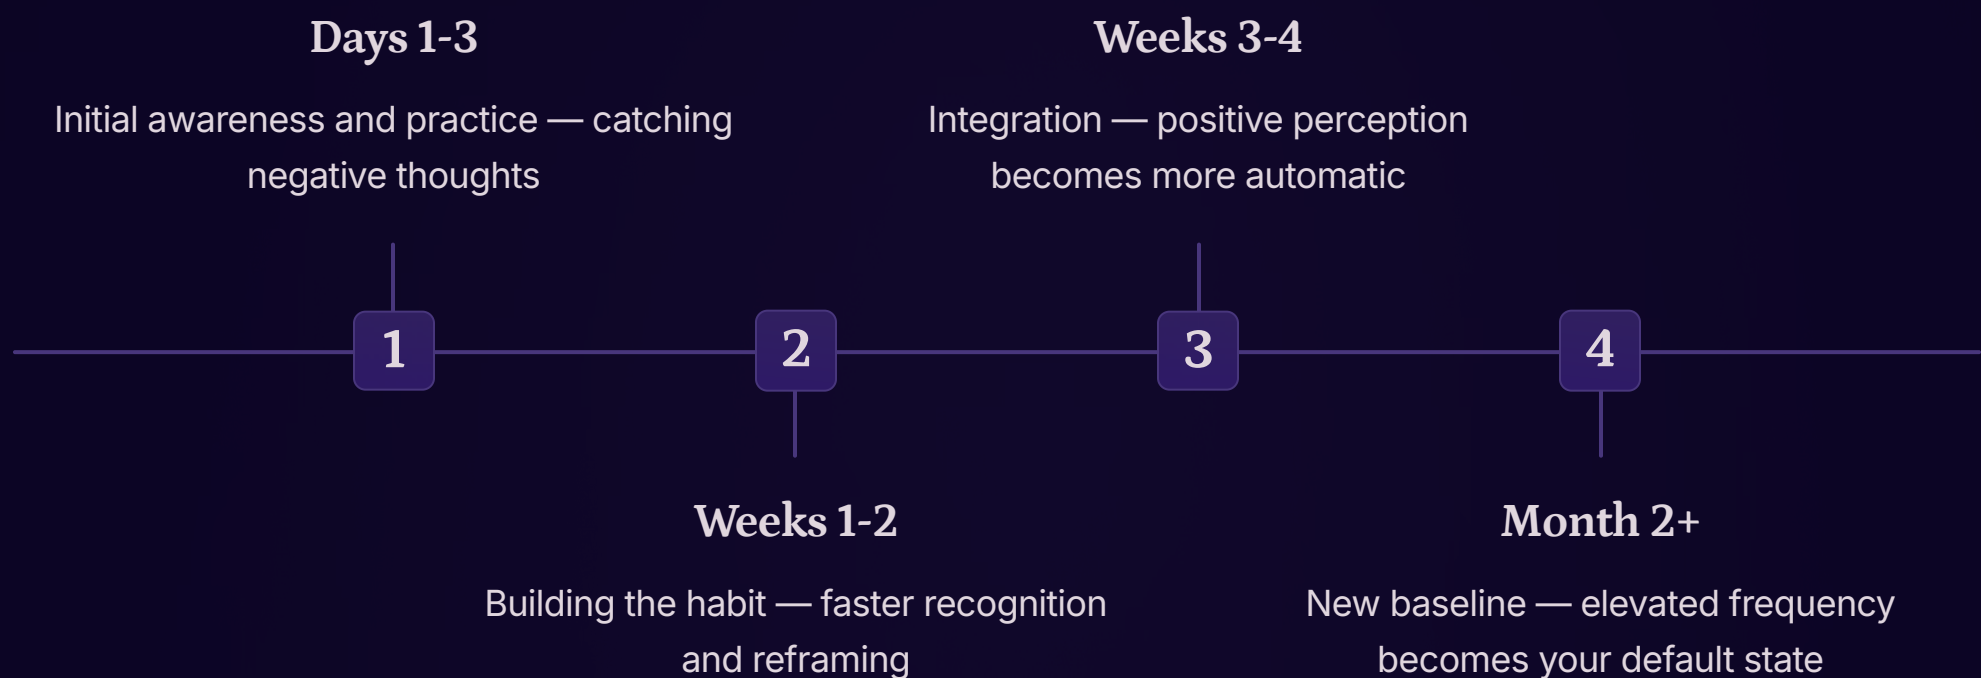 Days 1-3
Initial awareness and practice — catching
negative thoughts
1
2
Weeks 1-2
Building the habit — faster recognition
and reframing
Weeks 3-4
Integration — positive perception
becomes more automatic
3
4
Month 2+
New baseline — elevated frequency
becomes your default state